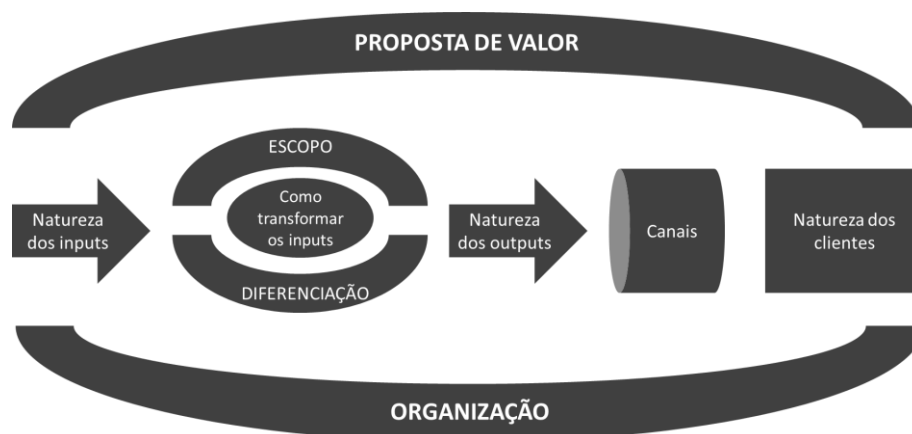 PROPOSTA DE VALOR
ESCOPO
Natureza
dos inputs
Como
transformar
os inputs
DIFERENCIAÇÃO
Natureza
dos outputs
Canais
Natureza dos
clientes
ORGANIZAÇÃO